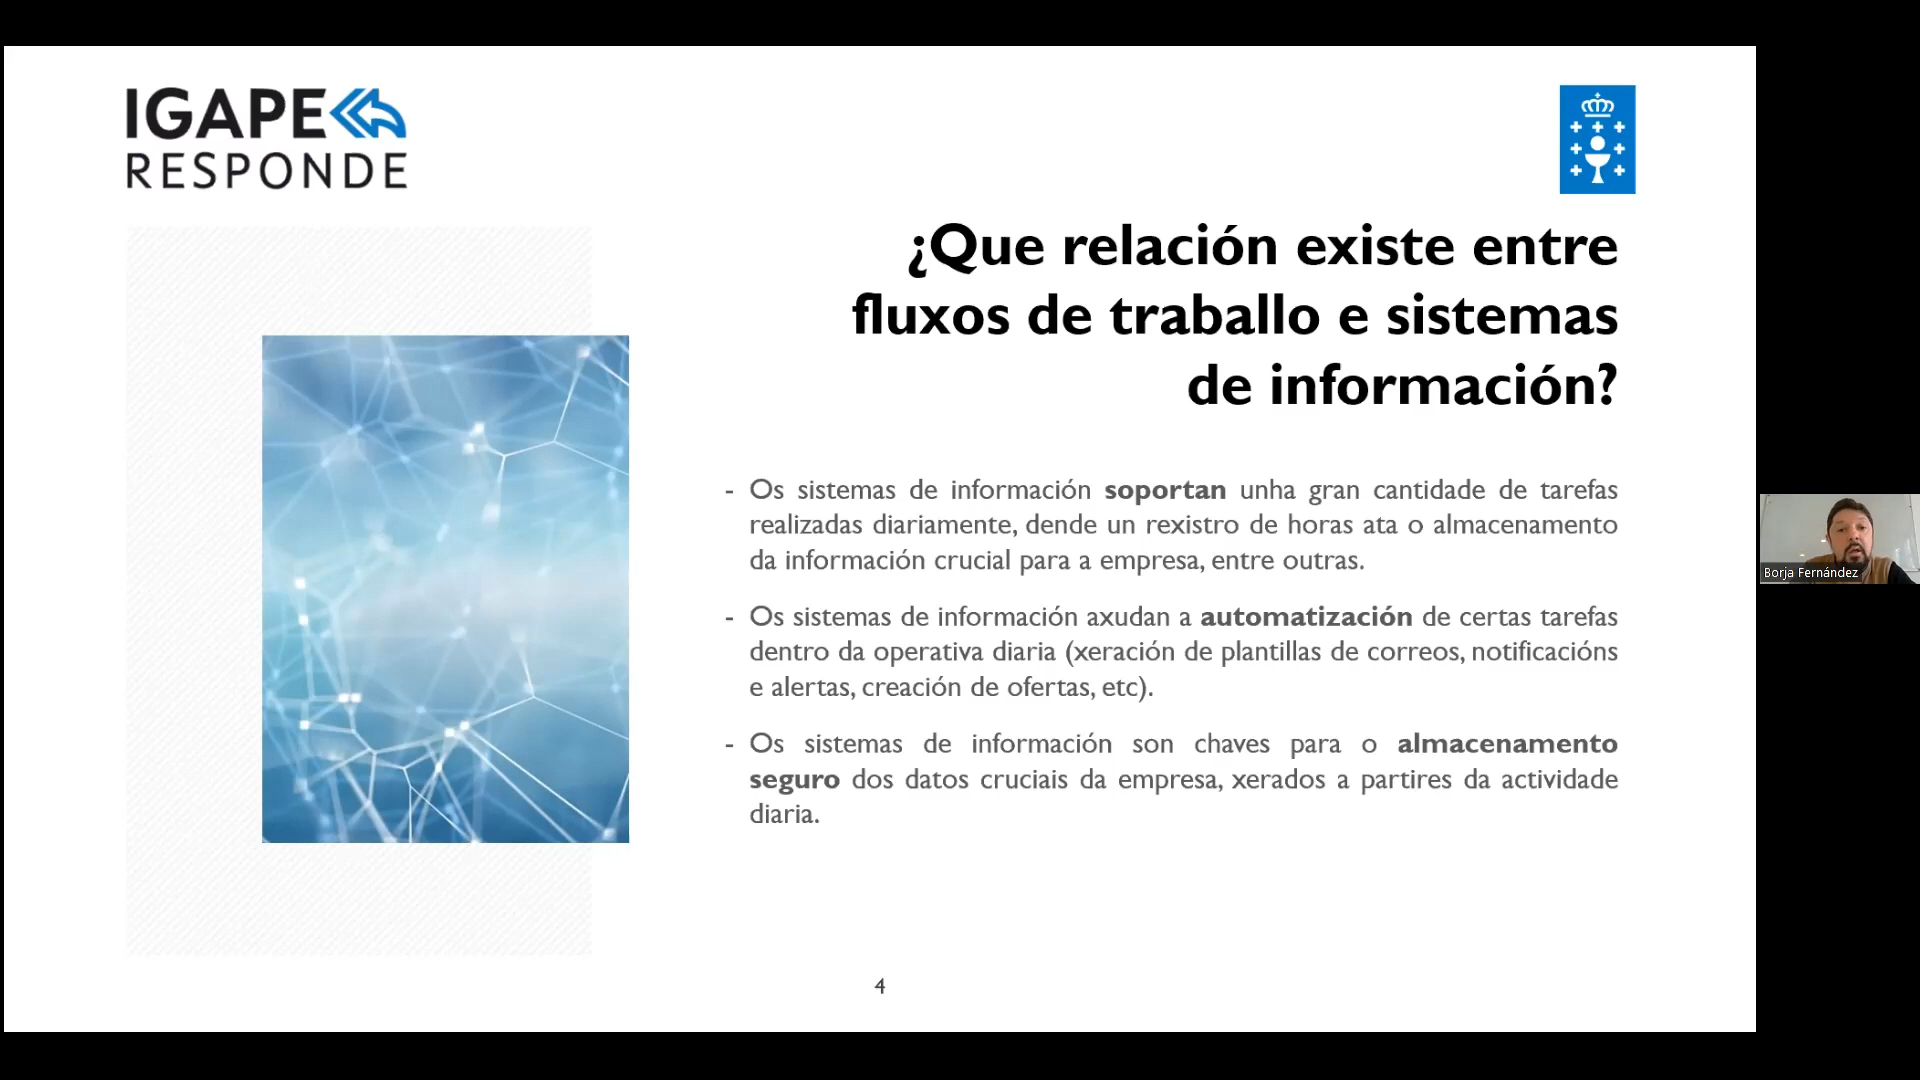 IGAPE
RESPONDE
¿Que relación existe entre
fluxos de traballo e sistemas
de información?
- Os sistemas de información soportan unha gran cantidade de tarefas
realizadas diariamente, dende un rexistro de horas ata o almacenamento
da información crucial para a empresa, entre outras.
- Os sistemas de información axudan a automatización de certas tarefas
dentro da operativa diaria (xeración de plantillas de correos, notificacións
e alertas, creación de ofertas, etc).
- Os sistemas de información son chaves para o almacenamento
seguro dos datos cruciais da empresa, xerados a partires da actividade
diaria.
4
Borja Fernández